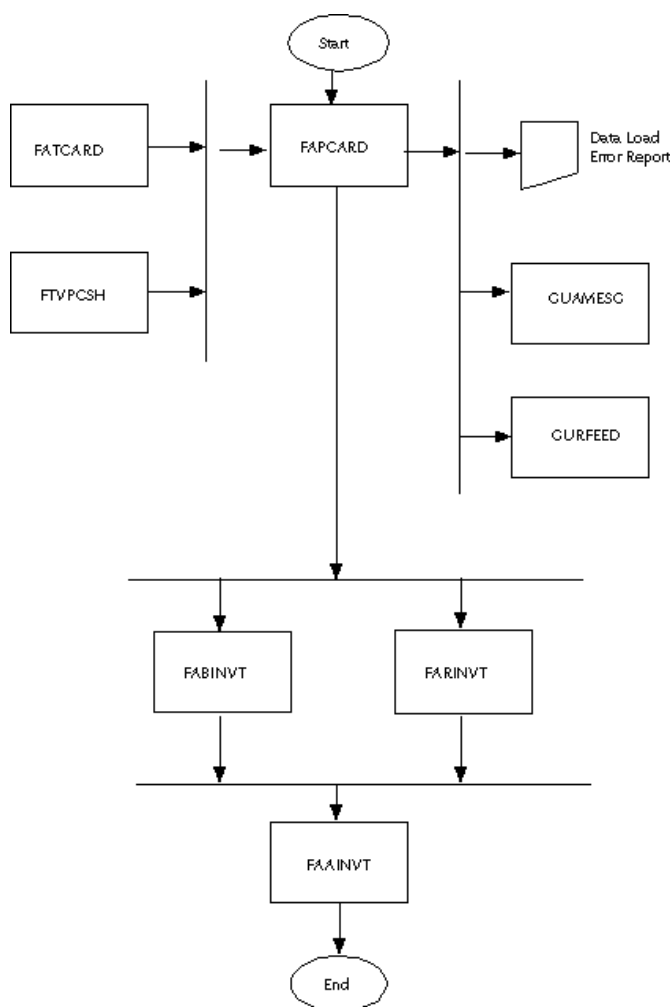 Start
FATCARD
FAPCARD
Data Load
Error Report
FTVPCSH
GUAMESG
GURFEED
FABINVT
FARINVT
FAAINVT
End